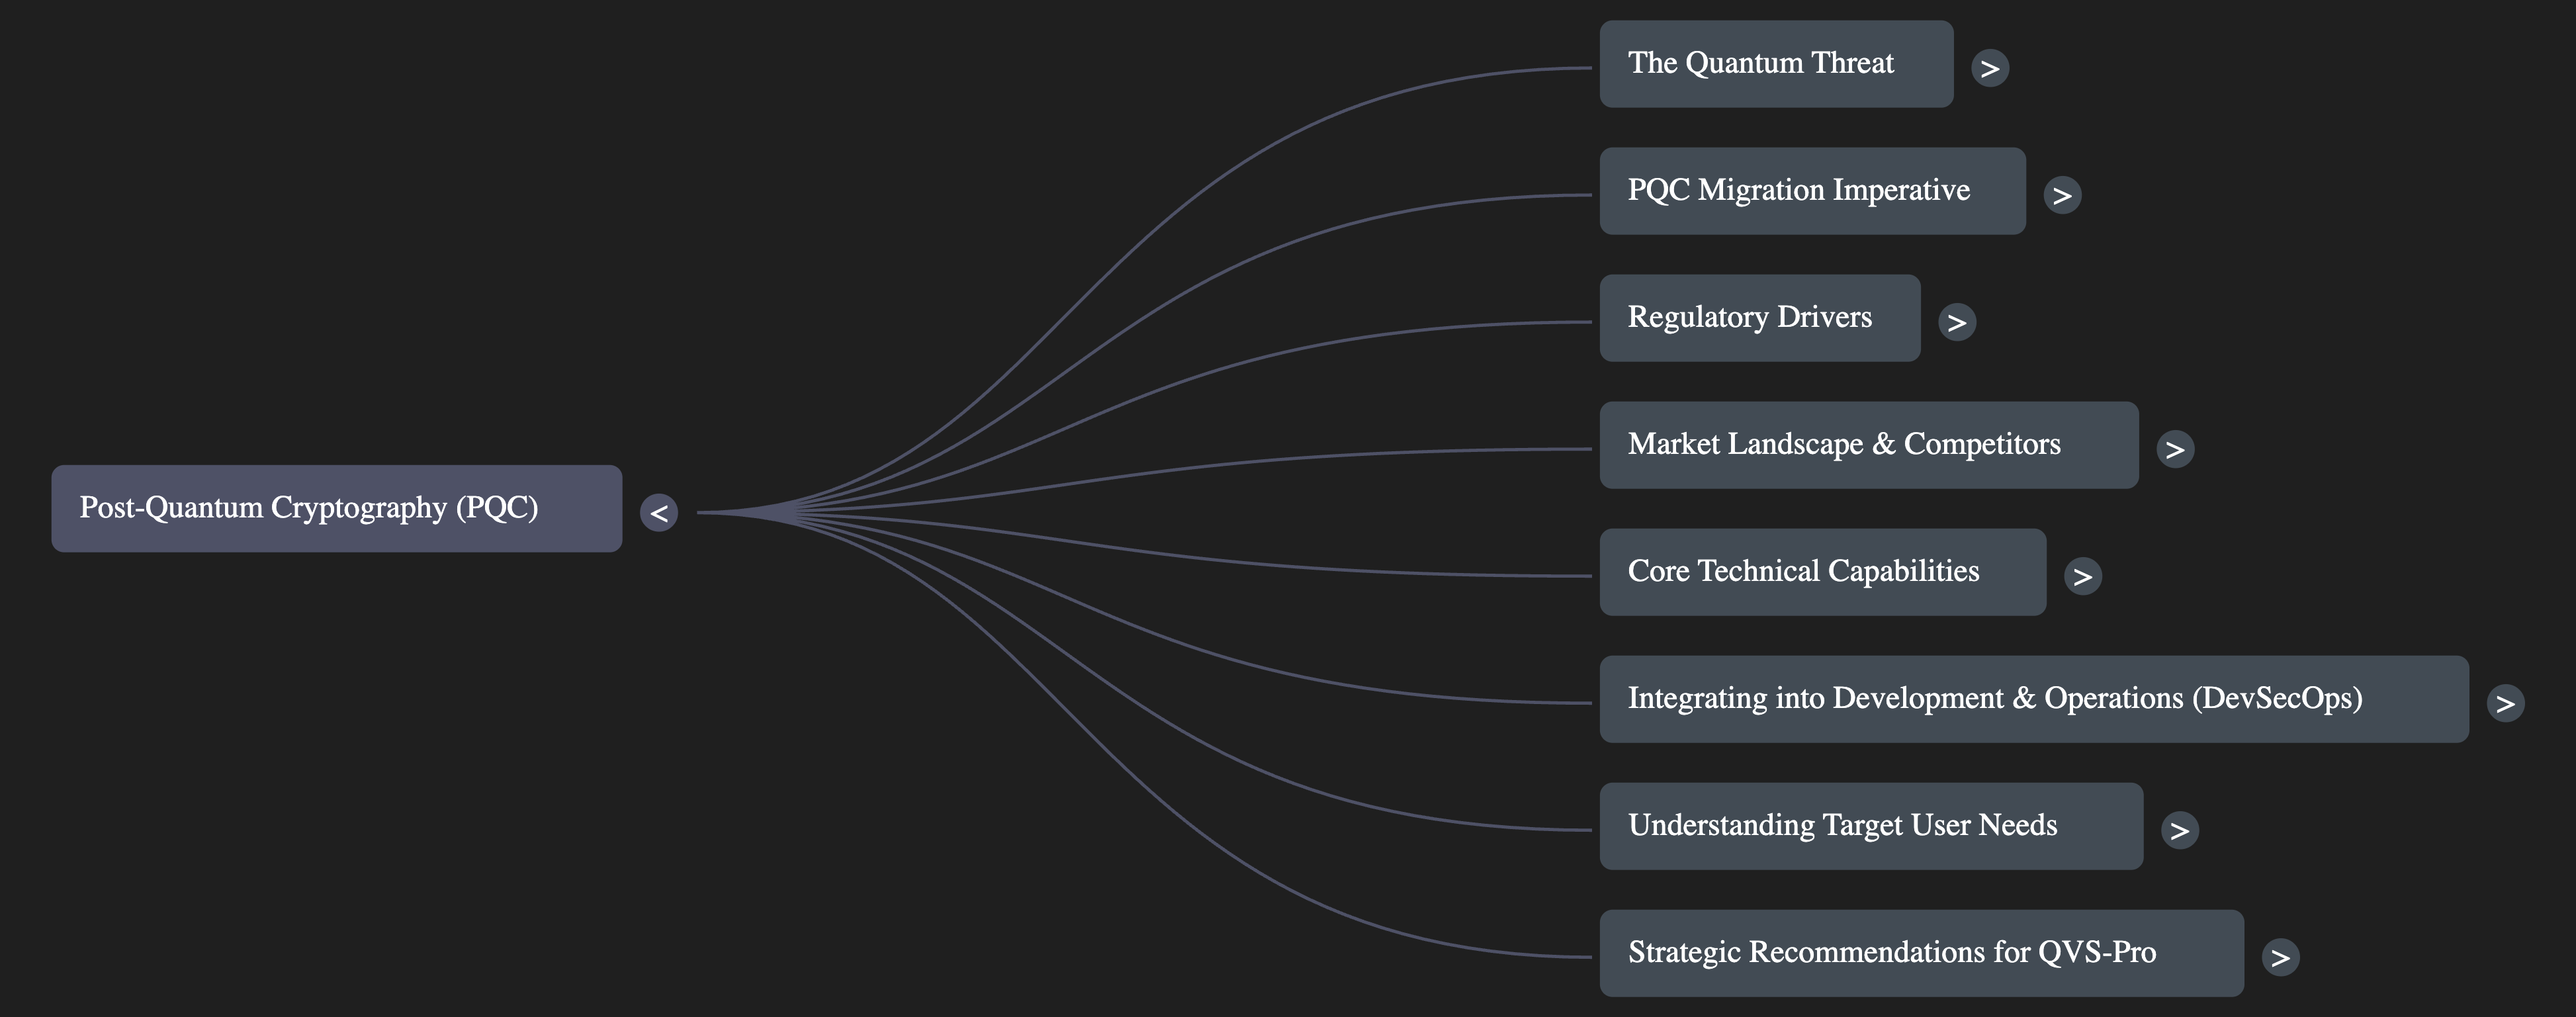 Post-Quantum Cryptography (PQC)
<
The Quantum Threat
>
PQC Migration Imperative
>
Regulatory Drivers
>
Market Landscape & Competitors
>
Core Technical Capabilities
>
Integrating into Development & Operations (DevSecOps)
>
Understanding Target User Needs
>
Strategic Recommendations for QVS-Pro
>